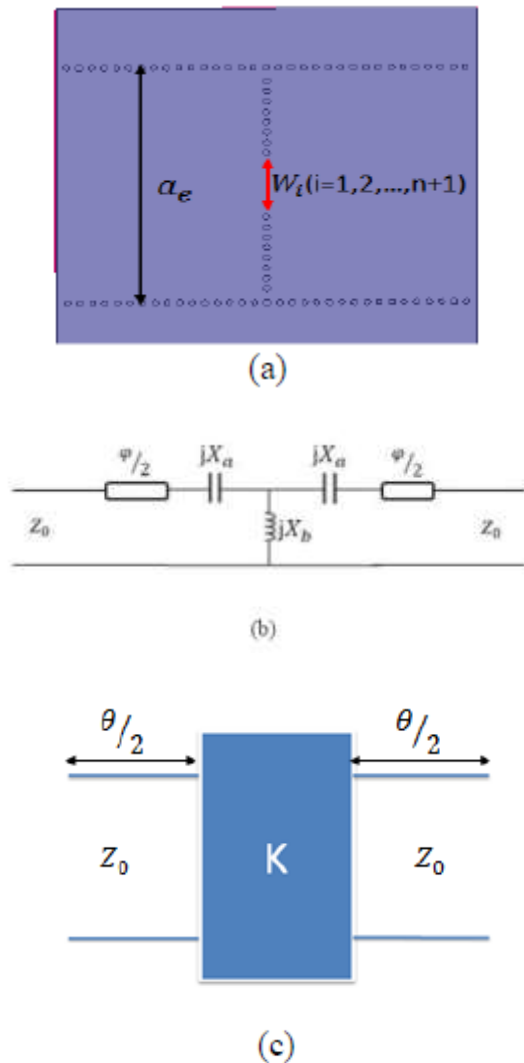 a_e W_i(i=1,2,...,n+1)
(a)
φ/2 jX_a jX_a φ/2
Z_0 jX_b Z_0
(b)
θ/2 θ/2
Z_0 K Z_0
(c)